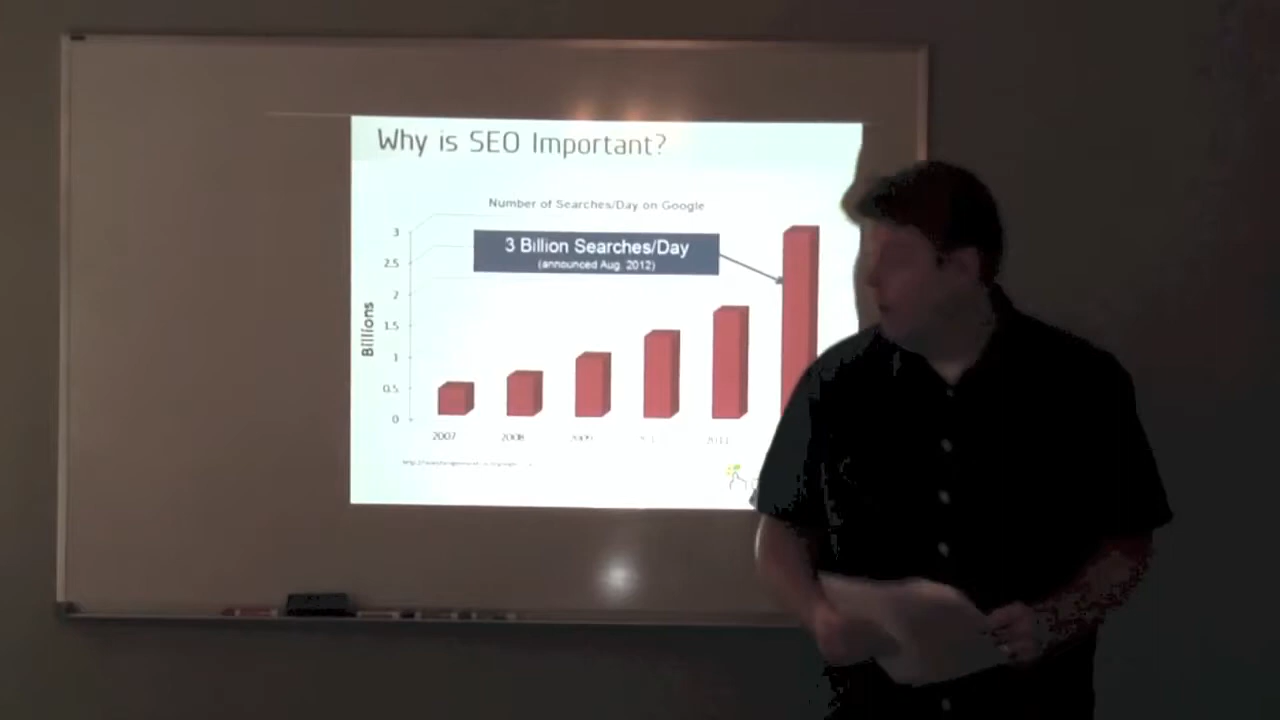 Why is SEO Important?
Number of Searches/Day on Google
3 Billion Searches/Day
(announced Aug. 2012)
Billions
3
2.5
2
1.5
1
0.5
0
2007
2008
2009
2011